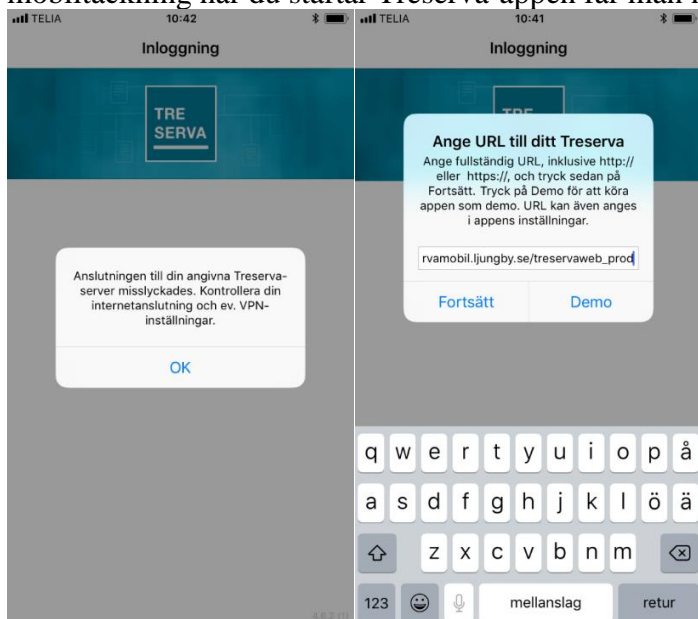 mobiltäckning när du startar Treserva-appen får man
TELIA 10:42
Inloggning
TRE
SERVA
Anslutningen till din angivna Treserva-
server misslyckades. Kontrollera din
internetanslutning och ev. VPN-
inställningar.
OK
TELIA 10:41
Inloggning
TRE
Ange URL till ditt Treserva
Ange fullständig URL, inklusive http://
eller https://, och tryck sedan på
Fortsätt. Tryck på Demo för att köra
appen som demo. URL kan även anges
i appens inställningar.
rvamobil.ljungby.se/treservaweb_prod
Fortsätt Demo
q w e r t y u i o p å
a s d f g h j k l ö ä
z x c v b n m
123 mellanslag retur